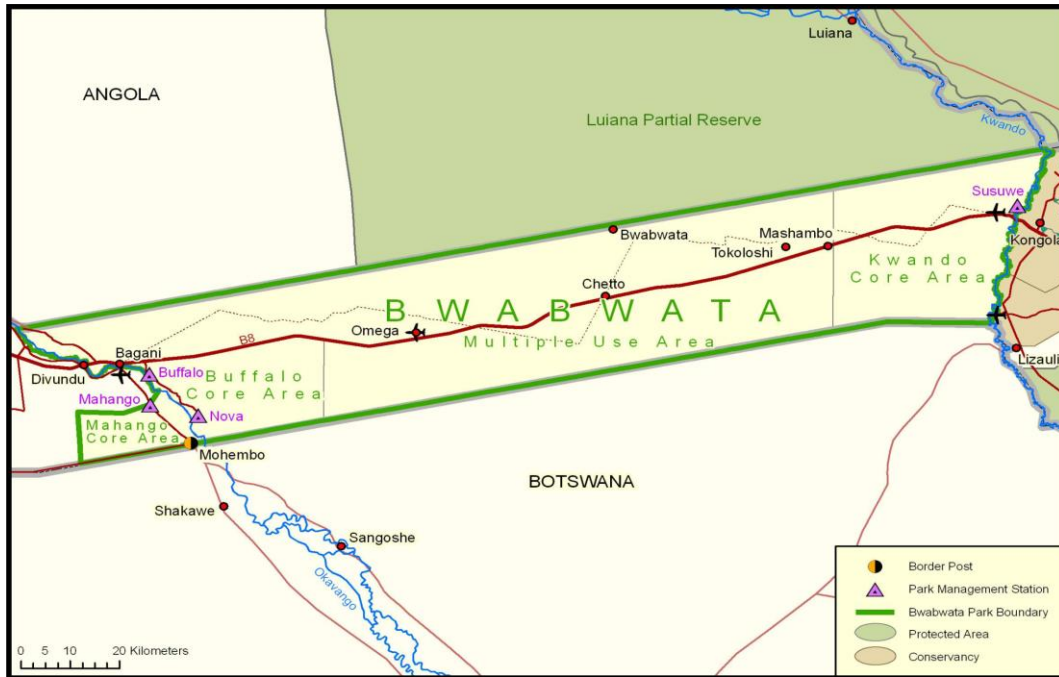 ANGOLA
Luiana
Luiana Partial Reserve
Kwando
Susuwe
Kongola
Bwabwata
Mashambo
Tokoloshi
Kwando
Core Area
Chetto
BWABWATA
Multiple Use Area
Omega
B8
Bagani
Divundu
Buffalo
Buffalo
Core Area
Mahango
Nova
Mahango
Core Area
Mohembo
Lizauli
BOTSWANA
Shakawe
Sangoshe
Okavango
Border Post
Park Management Station
Bwabwata Park Boundary
Protected Area
Conservancy
0 5 10 20 Kilometers